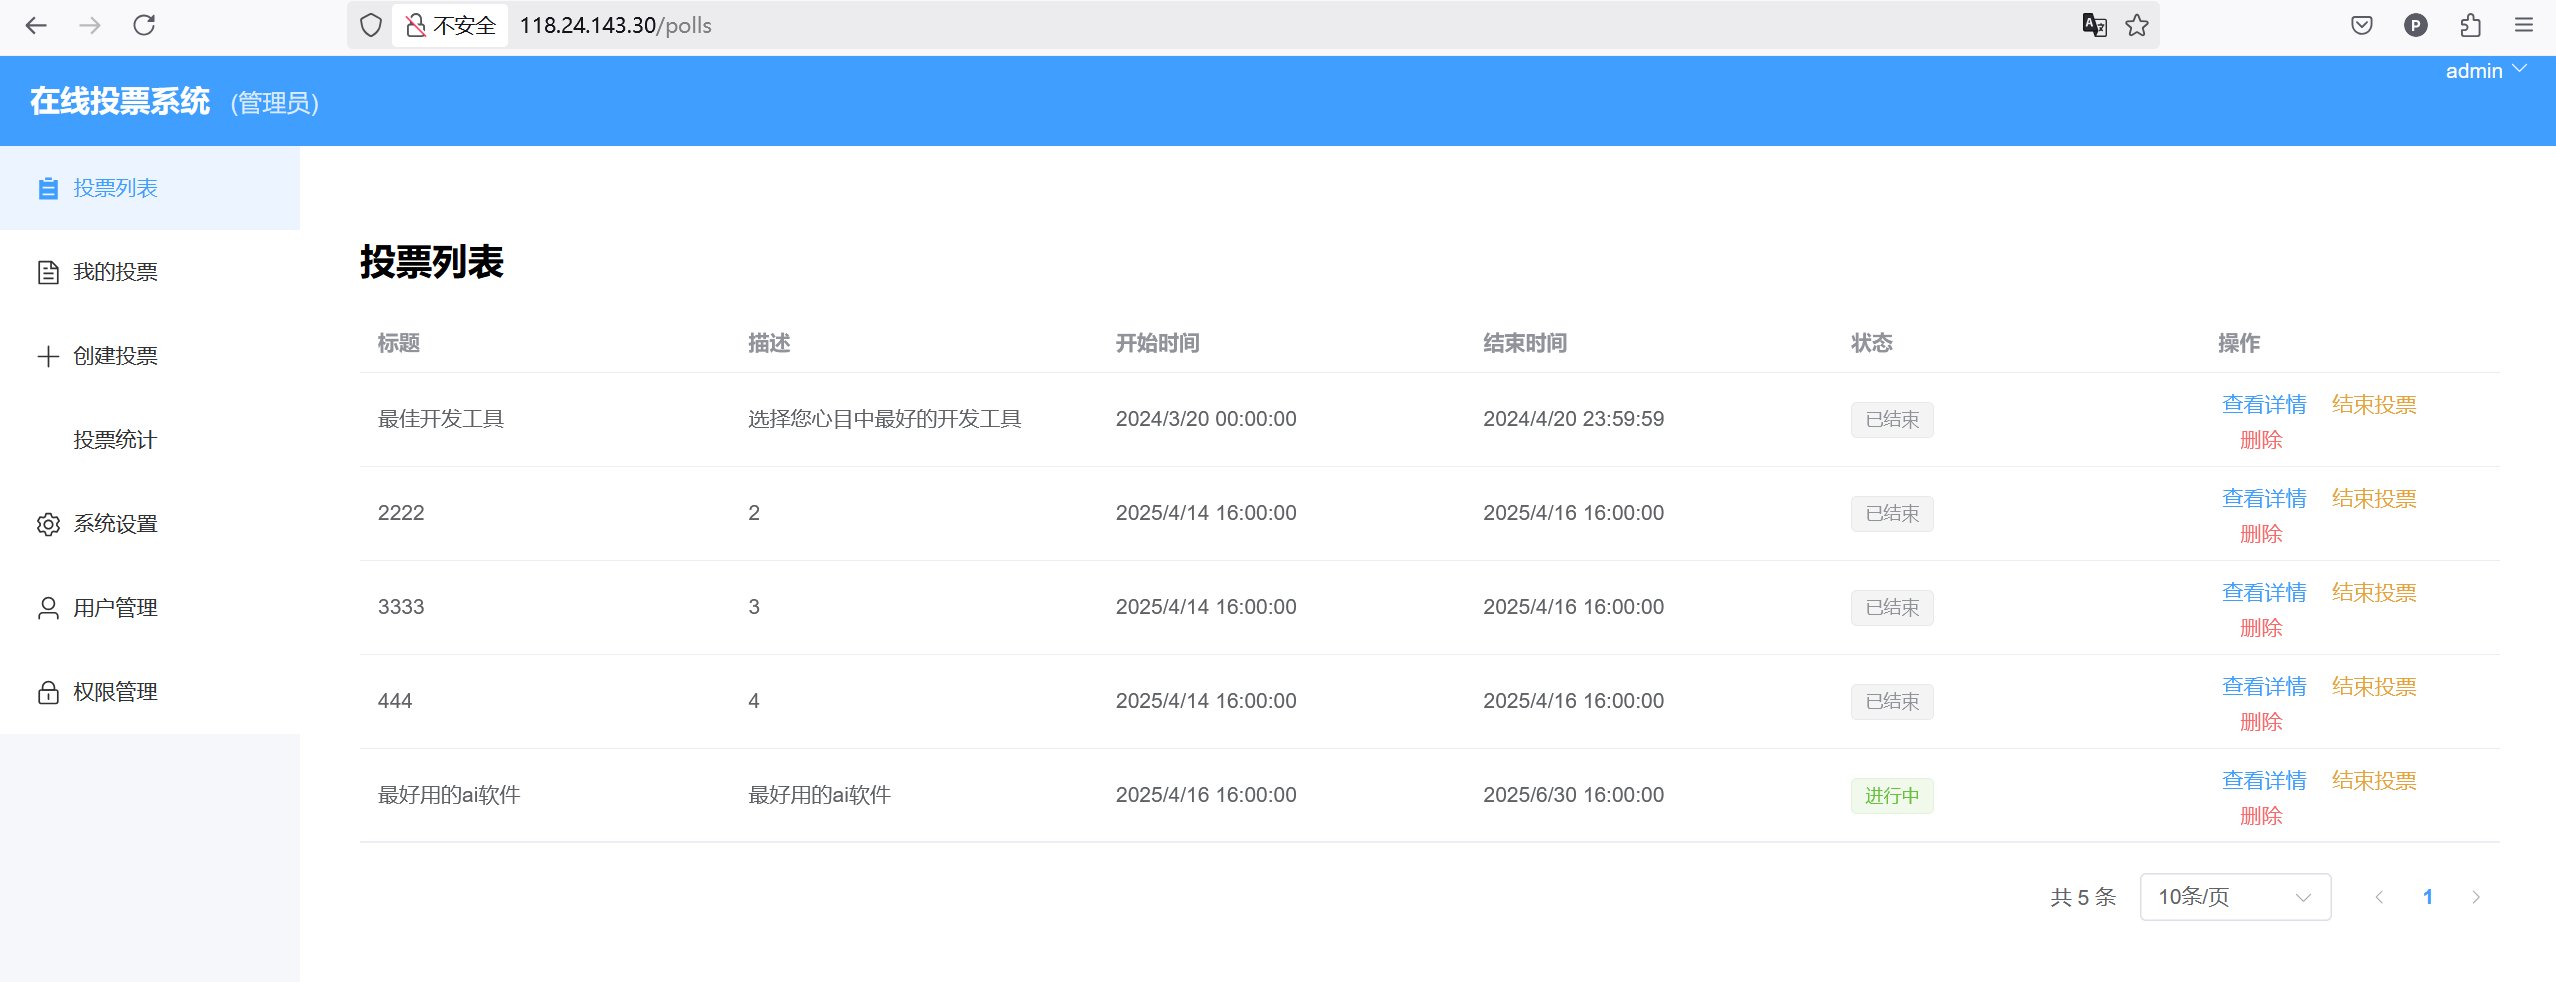 不安全 118.24.143.30/polls
admin
在线投票系统 (管理员)
投票列表
我的投票
创建投票
投票统计
系统设置
用户管理
权限管理
投票列表
标题 描述 开始时间 结束时间 状态 操作
最佳开发工具 选择您心目中最好的开发工具 2024/3/20 00:00:00 2024/4/20 23:59:59 已结束 查看详情 结束投票
删除
2222 2 2025/4/14 16:00:00 2025/4/16 16:00:00 已结束 查看详情 结束投票
删除
3333 3 2025/4/14 16:00:00 2025/4/16 16:00:00 已结束 查看详情 结束投票
删除
444 4 2025/4/14 16:00:00 2025/4/16 16:00:00 已结束 查看详情 结束投票
删除
最好用的ai软件 最好用的ai软件 2025/4/16 16:00:00 2025/6/30 16:00:00 进行中 查看详情 结束投票
删除
共 5 条 10条/页 1